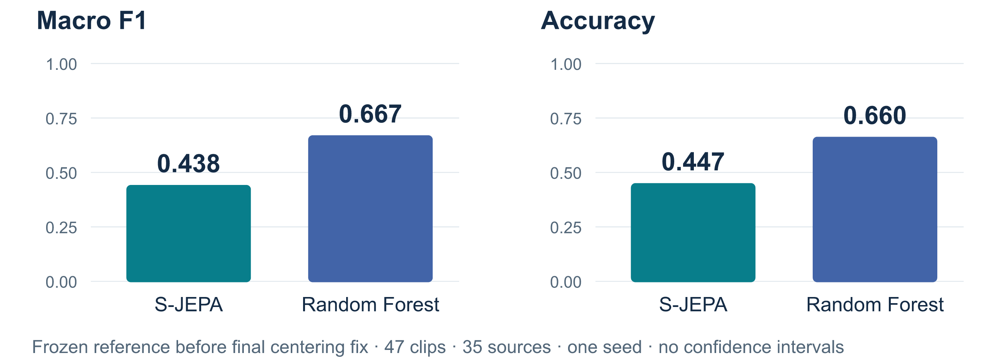 Macro F1
1.00
0.75
0.50
0.25
0.00
0.438
0.667
S-JEPA
Random Forest
Accuracy
1.00
0.75
0.50
0.25
0.00
0.447
0.660
S-JEPA
Random Forest
Frozen reference before final centering fix · 47 clips · 35 sources · one seed · no confidence intervals